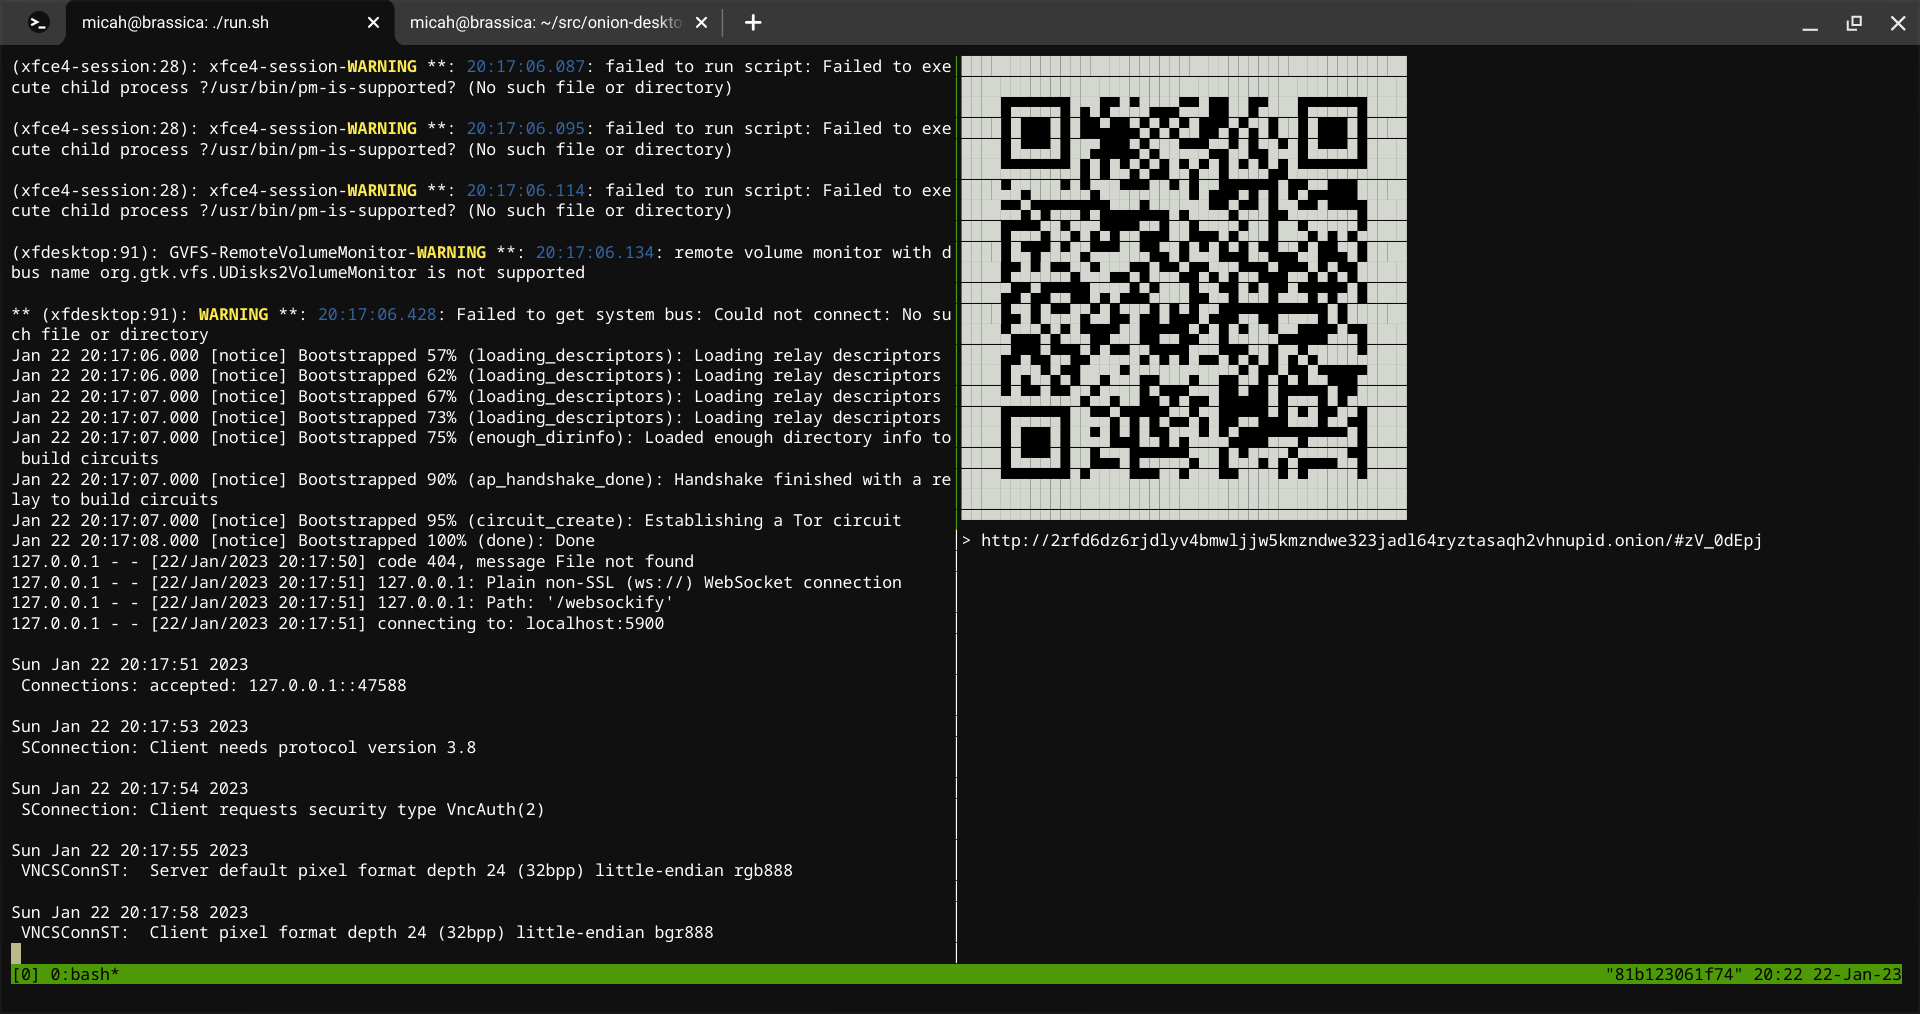 micah@brassica: ./run.sh
micah@brassica: ~/src/onion-deskto
(xfce4-session:28): xfce4-session-WARNING **: 20:17:06.087: failed to run script: Failed to exe
cute child process ?/usr/bin/pm-is-supported? (No such file or directory)
(xfce4-session:28): xfce4-session-WARNING **: 20:17:06.095: failed to run script: Failed to exe
cute child process ?/usr/bin/pm-is-supported? (No such file or directory)
(xfce4-session:28): xfce4-session-WARNING **: 20:17:06.114: failed to run script: Failed to exe
cute child process ?/usr/bin/pm-is-supported? (No such file or directory)
(xfdesktop:91): GVFS-RemoteVolumeMonitor-WARNING **: 20:17:06.134: remote volume monitor with d
bus name org.gtk.vfs.UDisks2VolumeMonitor is not supported
** (xfdesktop:91): WARNING **: 20:17:06.428: Failed to get system bus: Could not connect: No su
ch file or directory
Jan 22 20:17:06.000 [notice] Bootstrapped 57% (loading_descriptors): Loading relay descriptors
Jan 22 20:17:06.000 [notice] Bootstrapped 62% (loading_descriptors): Loading relay descriptors
Jan 22 20:17:07.000 [notice] Bootstrapped 67% (loading_descriptors): Loading relay descriptors
Jan 22 20:17:07.000 [notice] Bootstrapped 73% (loading_descriptors): Loading relay descriptors
Jan 22 20:17:07.000 [notice] Bootstrapped 75% (enough_dirinfo): Loaded enough directory info to
 build circuits
Jan 22 20:17:07.000 [notice] Bootstrapped 90% (ap_handshake_done): Handshake finished with a re
lay to build circuits
Jan 22 20:17:07.000 [notice] Bootstrapped 95% (circuit_create): Establishing a Tor circuit
Jan 22 20:17:08.000 [notice] Bootstrapped 100% (done): Done
127.0.0.1 - - [22/Jan/2023 20:17:50] code 404, message File not found
127.0.0.1 - - [22/Jan/2023 20:17:51] 127.0.0.1: Plain non-SSL (ws://) WebSocket connection
127.0.0.1 - - [22/Jan/2023 20:17:51] 127.0.0.1: Path: '/websockify'
127.0.0.1 - - [22/Jan/2023 20:17:51] connecting to: localhost:5900
Sun Jan 22 20:17:51 2023
 Connections: accepted: 127.0.0.1::47588
Sun Jan 22 20:17:53 2023
 SConnection: Client needs protocol version 3.8
Sun Jan 22 20:17:54 2023
 SConnection: Client requests security type VncAuth(2)
Sun Jan 22 20:17:55 2023
 VNCSConnST:  Server default pixel format depth 24 (32bpp) little-endian rgb888
Sun Jan 22 20:17:58 2023
 VNCSConnST:  Client pixel format depth 24 (32bpp) little-endian bgr888
> http://2rfd6dz6rjdlyv4bmwljjw5kmzndwe323jadl64ryztasaqh2vhnupid.onion/#zV_0dEpj
[0] 0:bash*
"81b123061f74" 20:22 22-Jan-23